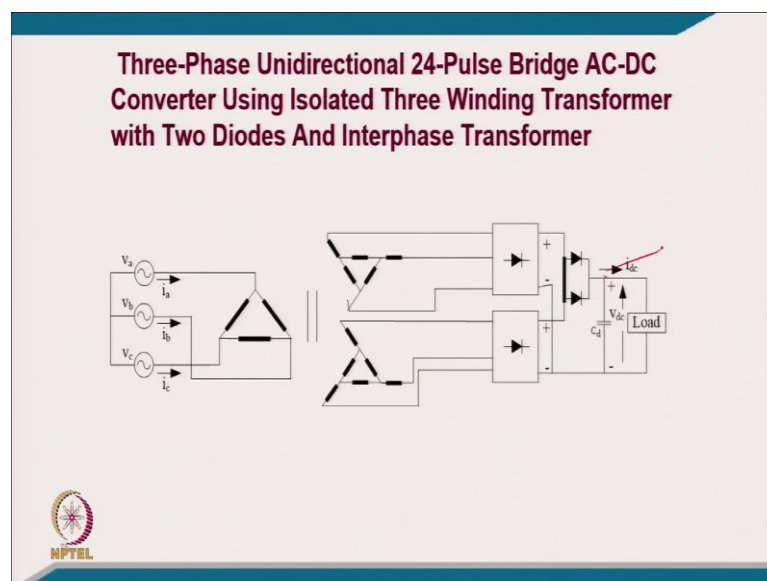 Three-Phase Unidirectional 24-Pulse Bridge AC-DC
Converter Using Isolated Three Winding Transformer
with Two Diodes And Interphase Transformer
va
ia
vb
ib
vc
ic
+
-
+
-
idc
+
Vdc
cd
Load
-
NPTEL